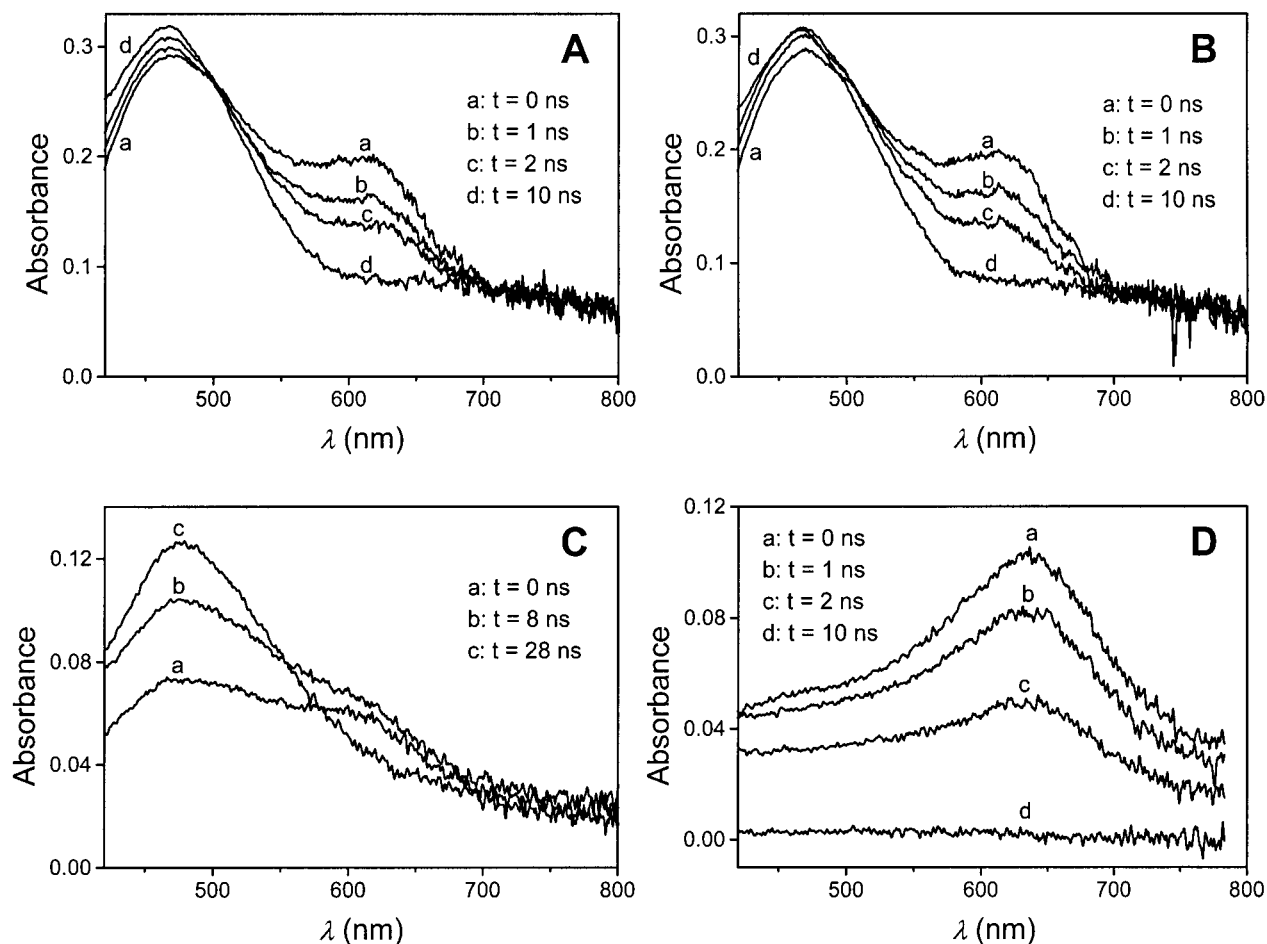 A
d
a
a
b
c
d
a: t = 0 ns
b: t = 1 ns
c: t = 2 ns
d: t = 10 ns
0.3
0.2
0.1
0.0
Absorbance
500 600 700 800
λ (nm)
B
d
a
a
b
c
d
a: t = 0 ns
b: t = 1 ns
c: t = 2 ns
d: t = 10 ns
0.3
0.2
0.1
0.0
Absorbance
500 600 700 800
λ (nm)
C
c
b
a
a: t = 0 ns
b: t = 8 ns
c: t = 28 ns
0.12
0.08
0.04
0.00
Absorbance
500 600 700 800
λ (nm)
D
a: t = 0 ns
b: t = 1 ns
c: t = 2 ns
d: t = 10 ns
a
b
c
d
0.12
0.08
0.04
0.00
Absorbance
500 600 700 800
λ (nm)